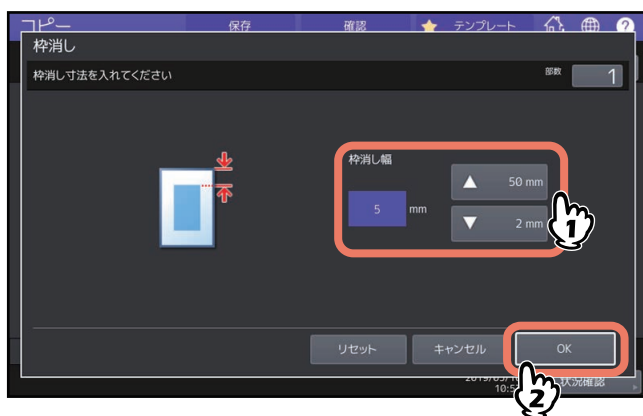 コピー 保存 確認 テンプレート ?
枠消し
枠消し寸法を入れてください 部数 1
枠消し幅
▲ 50 mm
5 mm
▼ 2 mm
1
リセット キャンセル OK
状況確認
2